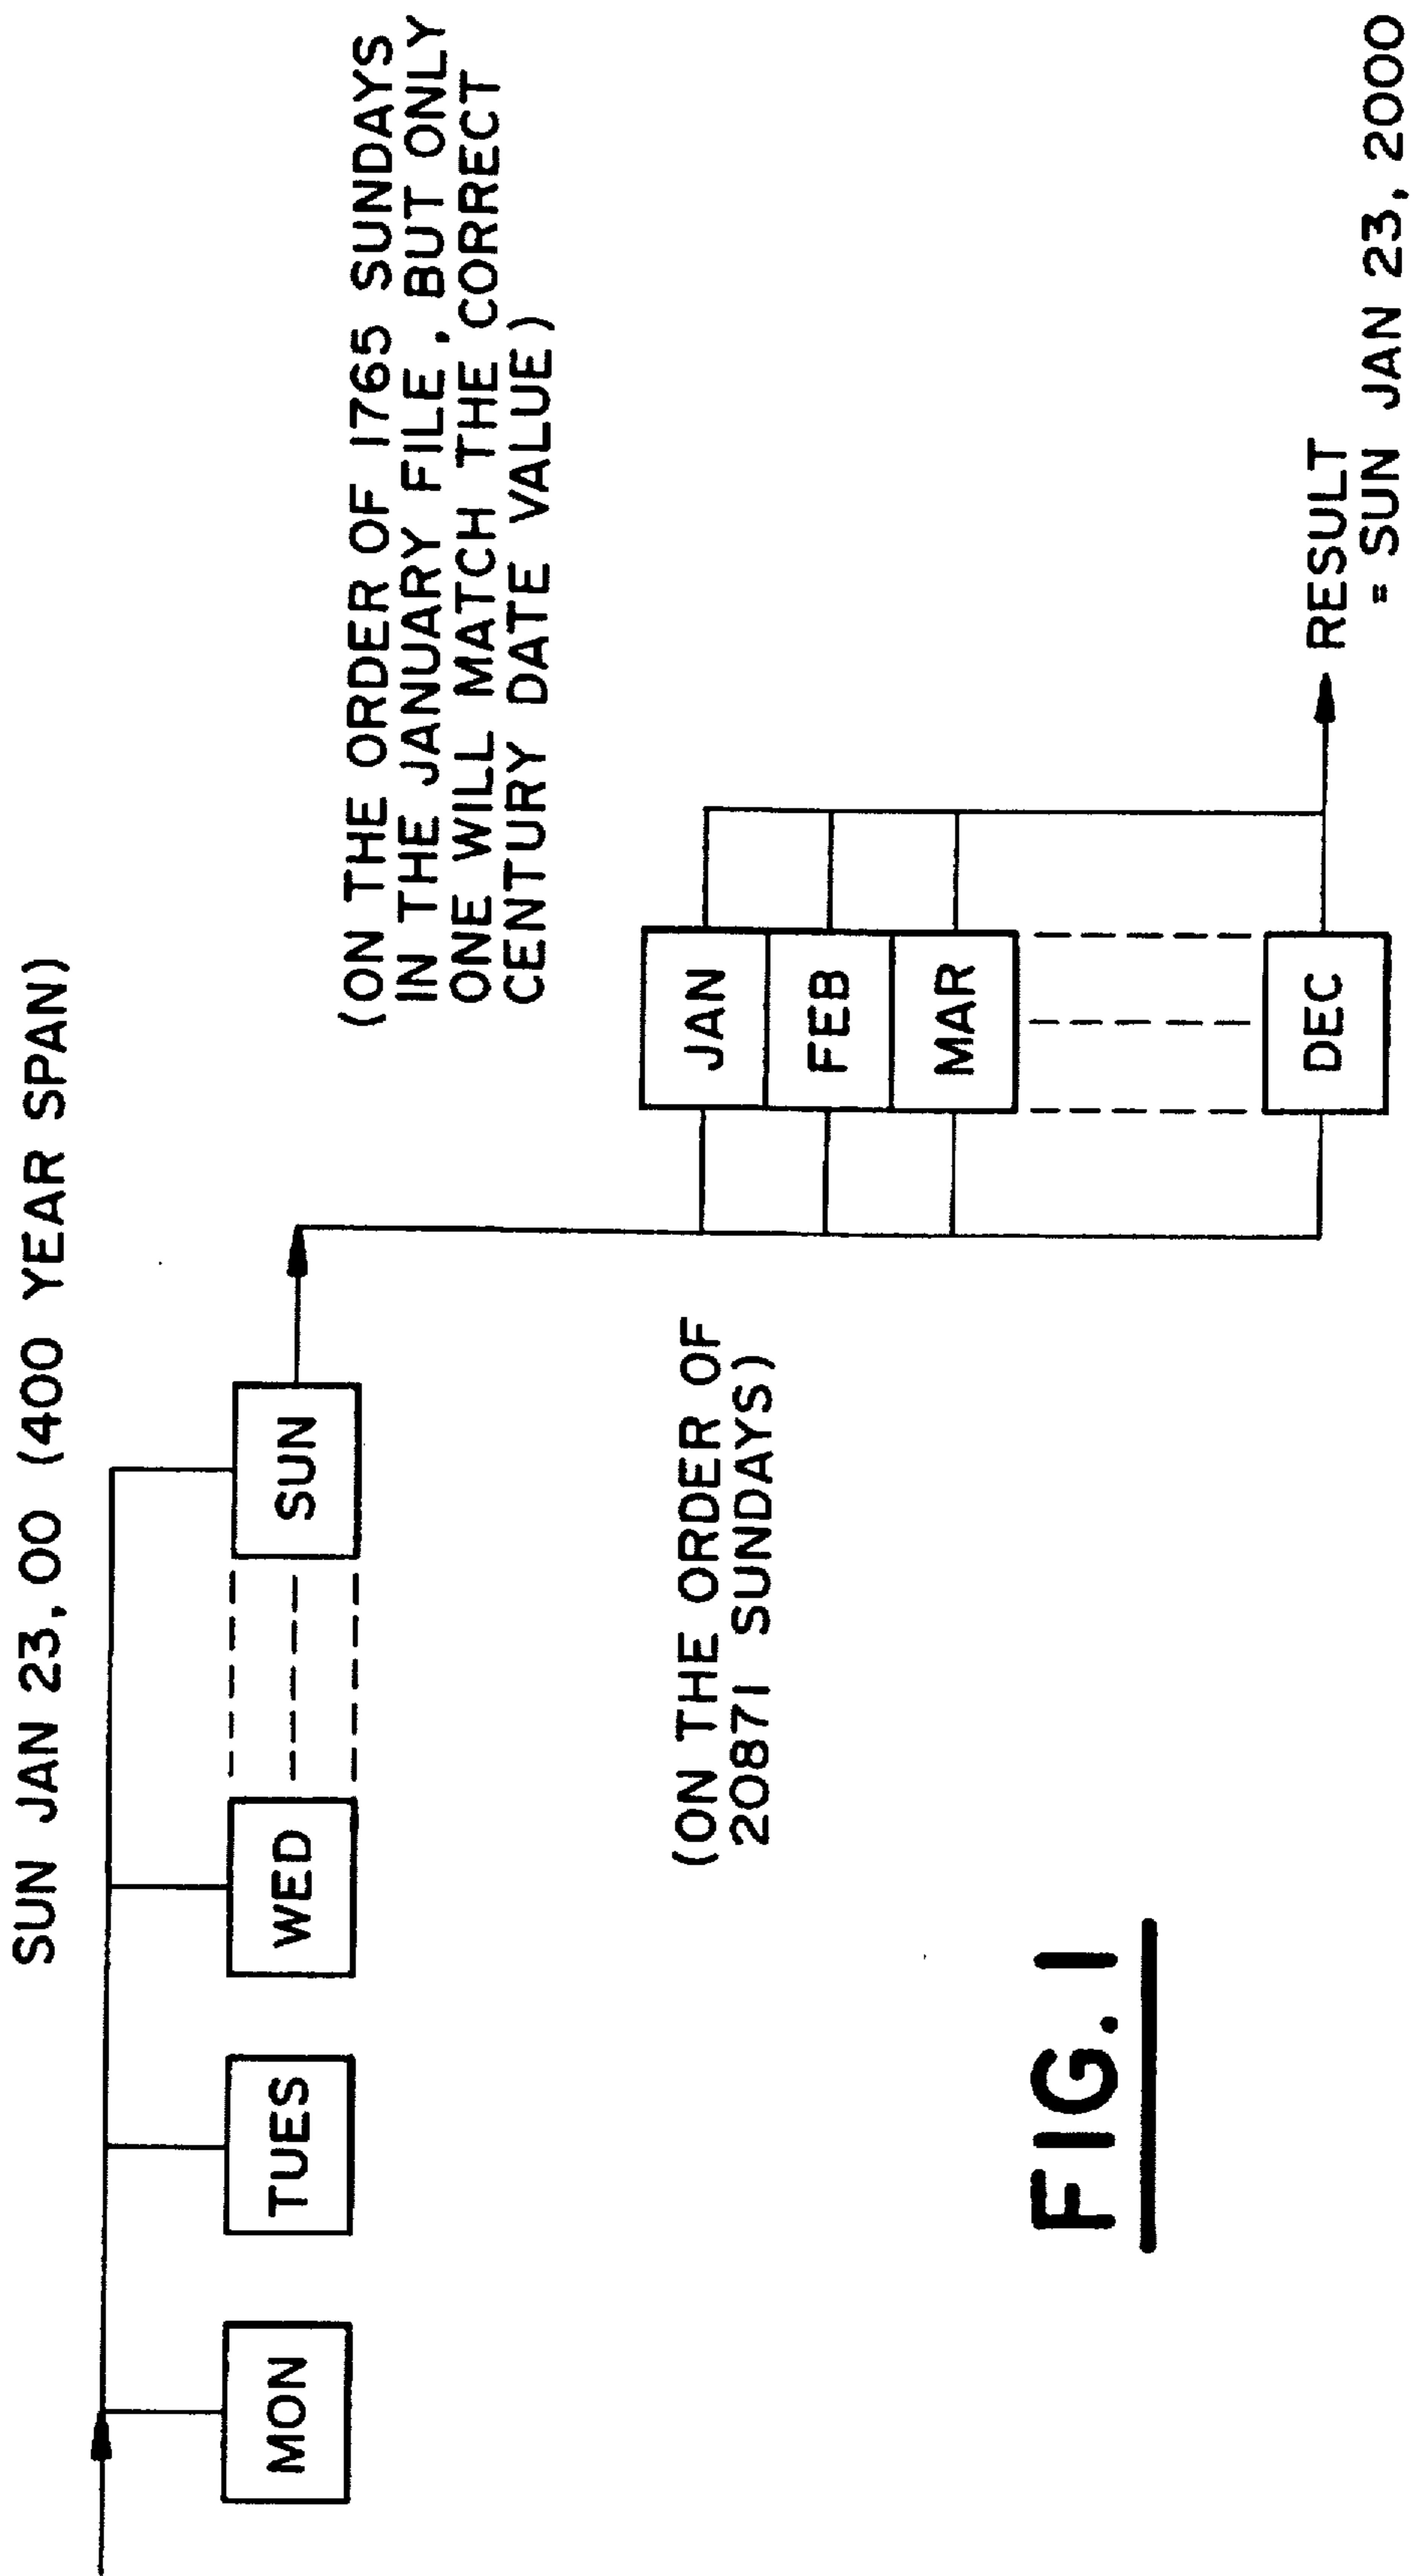 SUN JAN 23, 00 (400 YEAR SPAN)
MON
TUES
WED
SUN
(ON THE ORDER OF 1765 SUNDAYS
IN THE JANUARY FILE, BUT ONLY
ONE WILL MATCH THE CORRECT
CENTURY DATE VALUE)
(ON THE ORDER OF
20871 SUNDAYS)
JAN
FEB
MAR
DEC
RESULT
= SUN JAN 23, 2000
FIG. 1